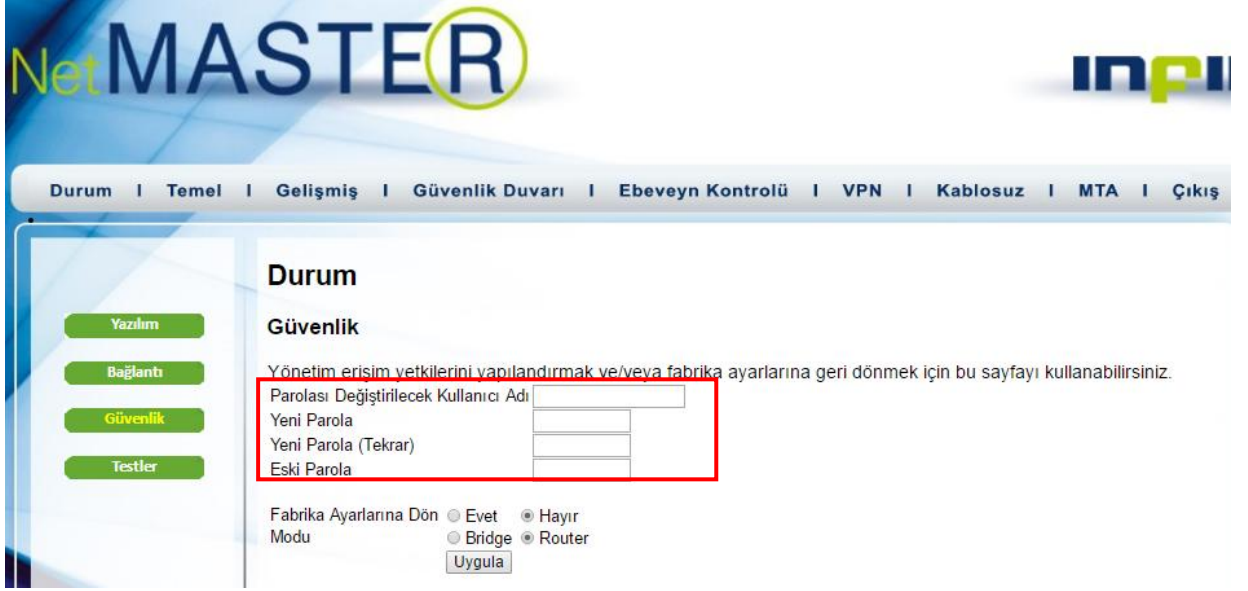 NetMASTER
Durum | Temel | Gelişmiş | Güvenlik Duvarı | Ebeveyn Kontrolü | VPN | Kablosuz | MTA | Çıkış
Durum
Yazılım
Güvenlik
Bağlantı
Yönetim erişim yetkilerini yapılandırmak ve/veya fabrika ayarlarına geri dönmek için bu sayfayı kullanabilirsiniz.
Parolası Değiştirilecek Kullanıcı Adı
Güvenlik
Yeni Parola
Yeni Parola (Tekrar)
Testler
Eski Parola
Fabrika Ayarlarına Dön Evet Hayır
Modu Bridge Router
Uygula